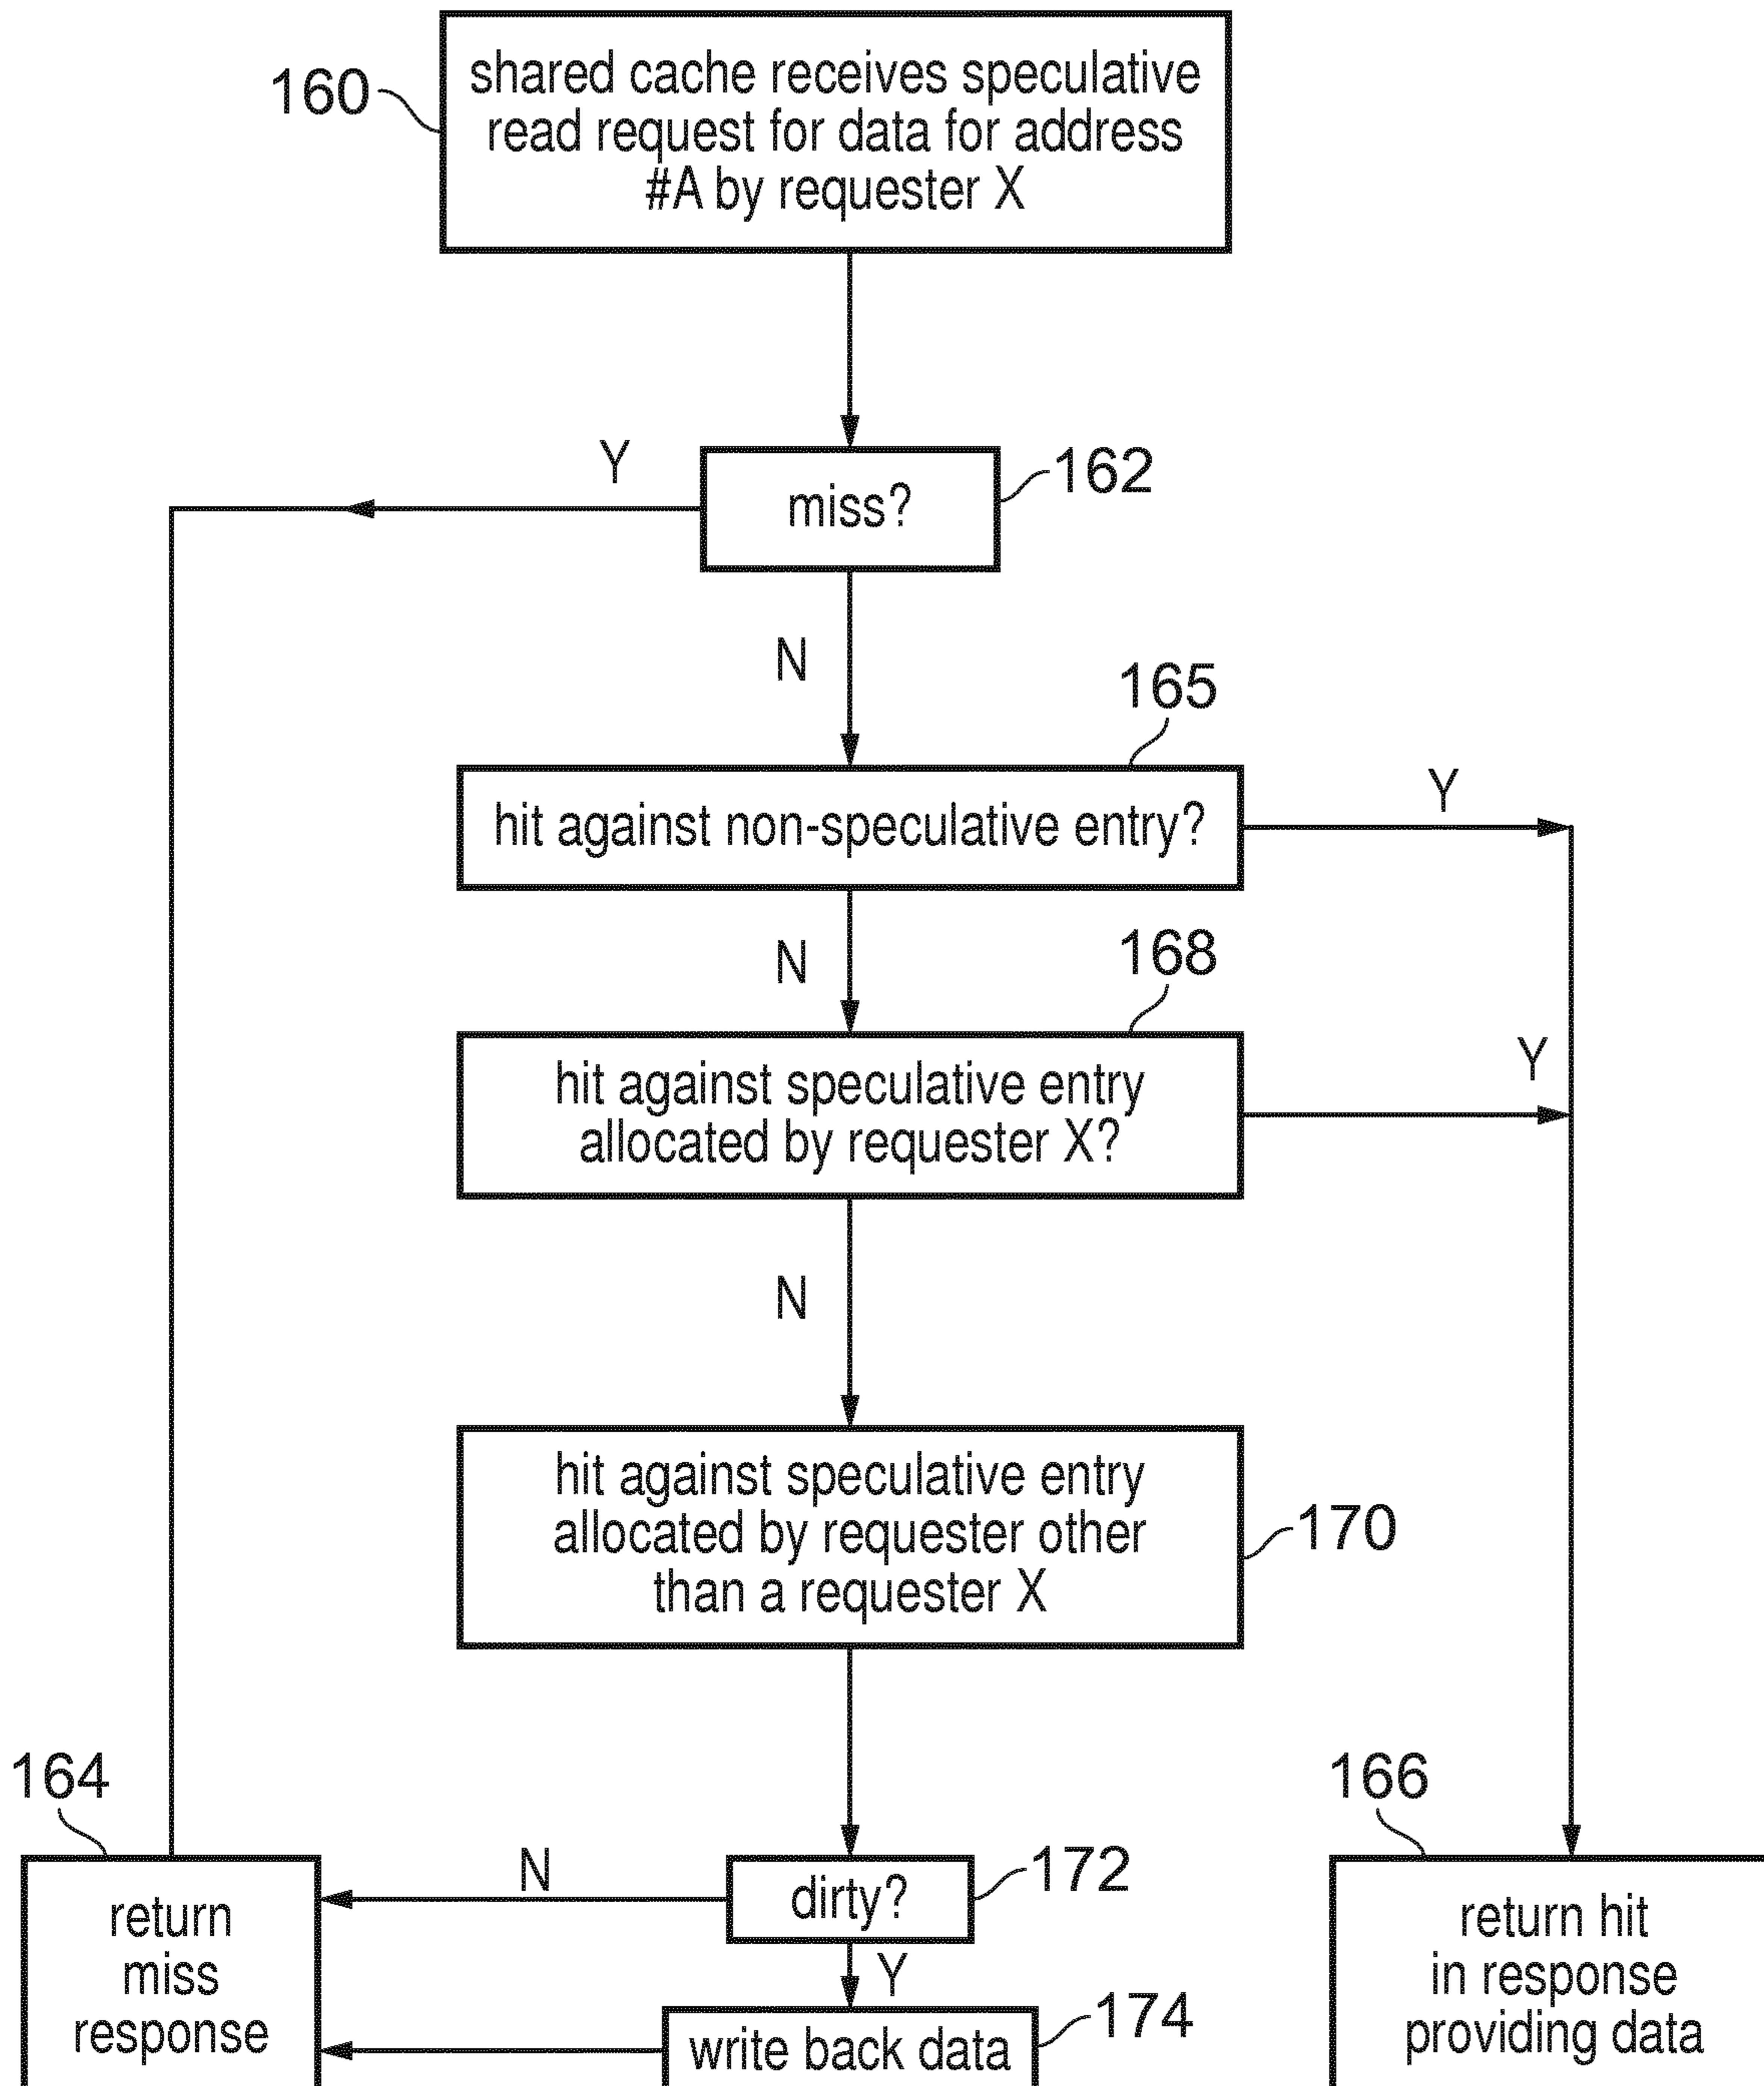 160
shared cache receives speculative
read request for data for address
#A by requester X
Y
miss?
162
N
165
hit against non-speculative entry?
Y
N
168
hit against speculative entry
allocated by requester X?
Y
N
hit against speculative entry
allocated by requester other
than a requester X
170
164
return
miss
response
N
dirty?
172
Y
write back data
174
166
return hit
in response
providing data